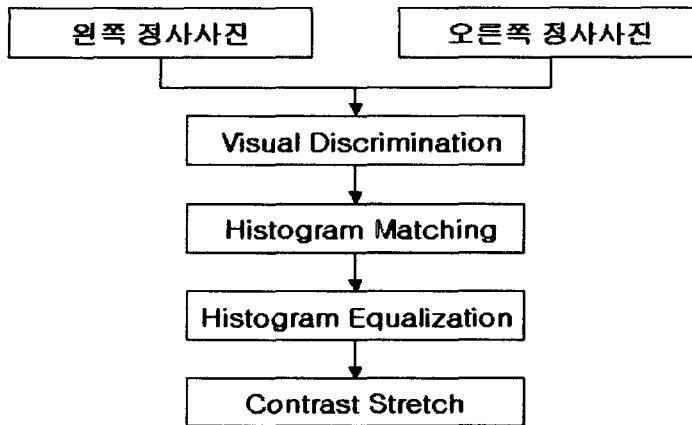 왼쪽 정사사진
오른쪽 정사사진
Visual Discrimination
Histogram Matching
Histogram Equalization
Contrast Stretch